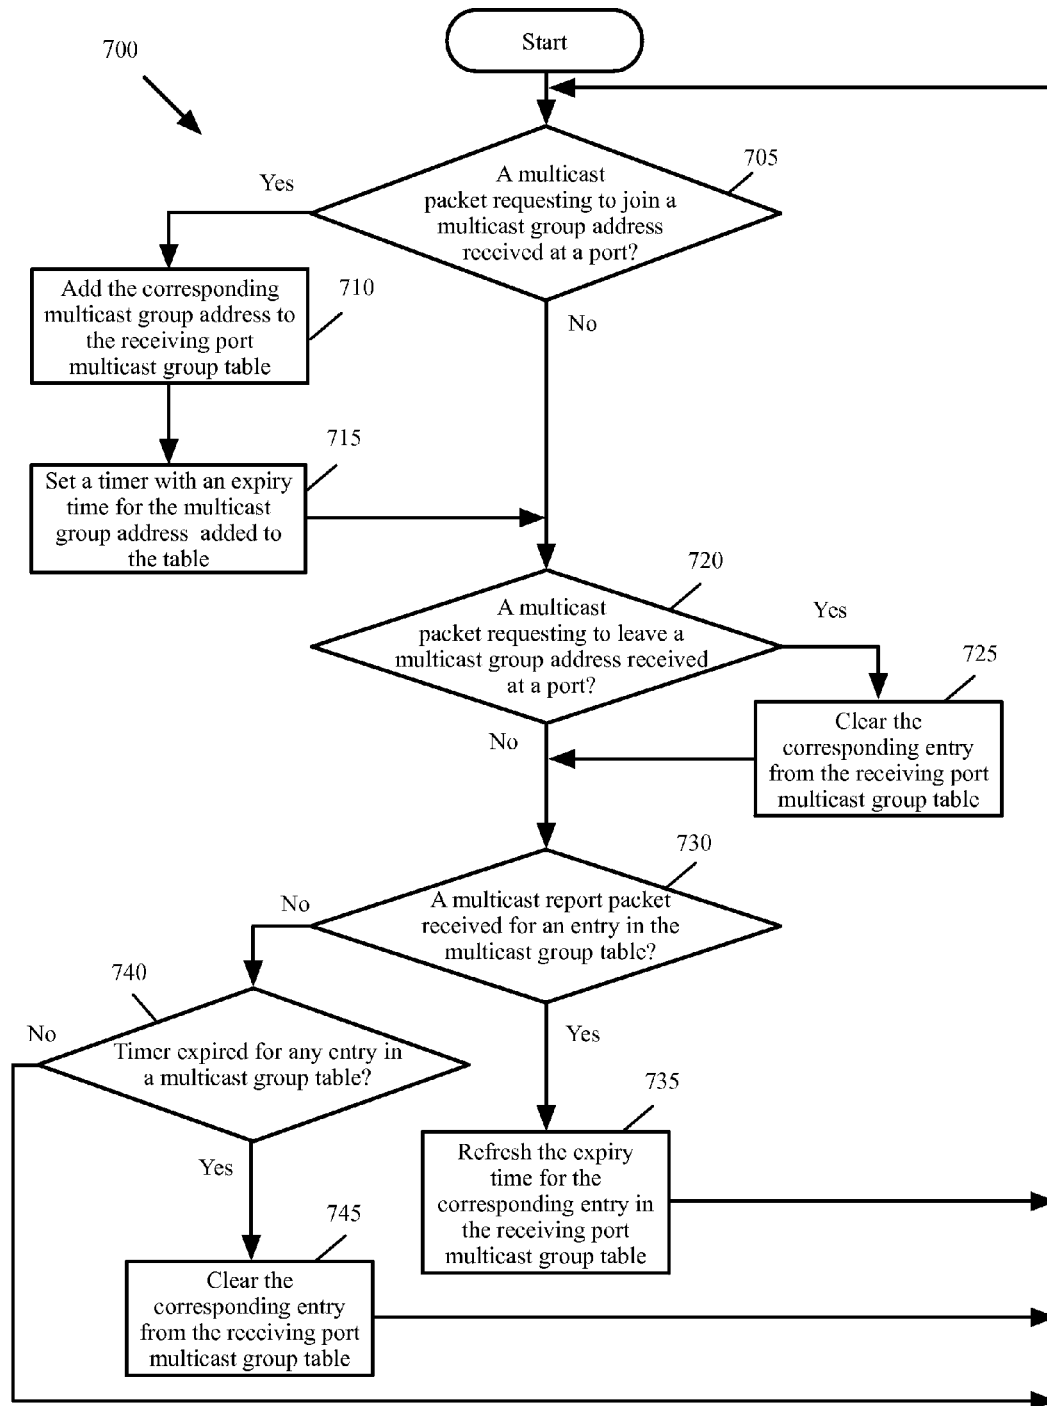 Start
700
705
Yes
A multicast
packet requesting to join a
multicast group address
received at a port?
710
Add the corresponding
multicast group address to
the receiving port
multicast group table
No
715
Set a timer with an expiry
time for the multicast
group address added to
the table
720
A multicast
packet requesting to leave a
multicast group address received
at a port?
Yes
725
No
Clear the
corresponding entry
from the receiving port
multicast group table
730
A multicast report packet
received for an entry in the
multicast group table?
No
740
No
Timer expired for any entry in
a multicast group table?
Yes
735
Refresh the expiry
time for the
corresponding entry in
the receiving port
multicast group table
Yes
745
Clear the
corresponding entry
from the receiving port
multicast group table